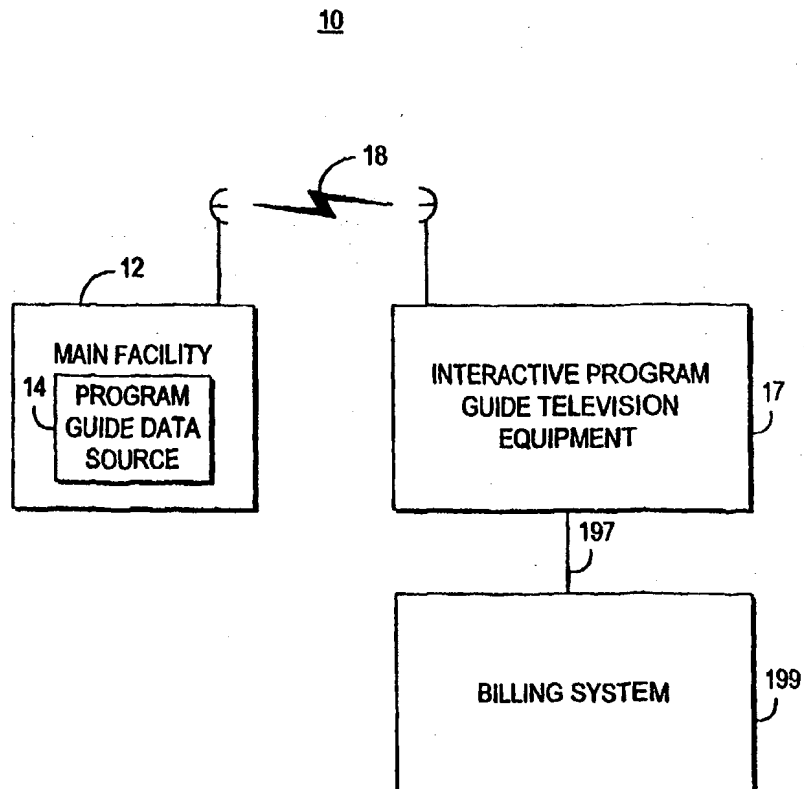 10
18
12
MAIN FACILITY
14
PROGRAM
GUIDE DATA
SOURCE
INTERACTIVE PROGRAM
GUIDE TELEVISION
EQUIPMENT
17
197
BILLING SYSTEM
199